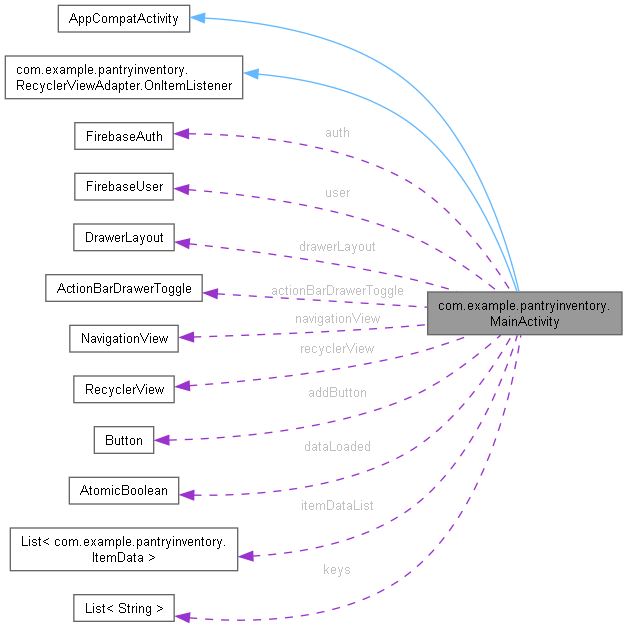 AppCompatActivity
com.example.pantryinventory.
RecyclerViewAdapter.OnItemListener
FirebaseAuth
auth
FirebaseUser
user
DrawerLayout
drawerLayout
ActionBarDrawerToggle
actionBarDrawerToggle
com.example.pantryinventory.
MainActivity
NavigationView
navigationView
RecyclerView
recyclerView
Button
addButton
AtomicBoolean
dataLoaded
List< com.example.pantryinventory.
ItemData >
itemDataList
List< String >
keys